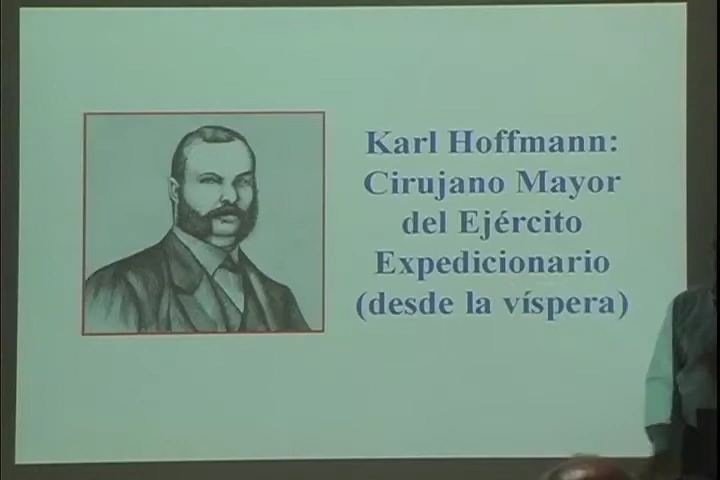 Karl Hoffmann:
Cirujano Mayor
del Ejército
Expedicionario
(desde la víspera)